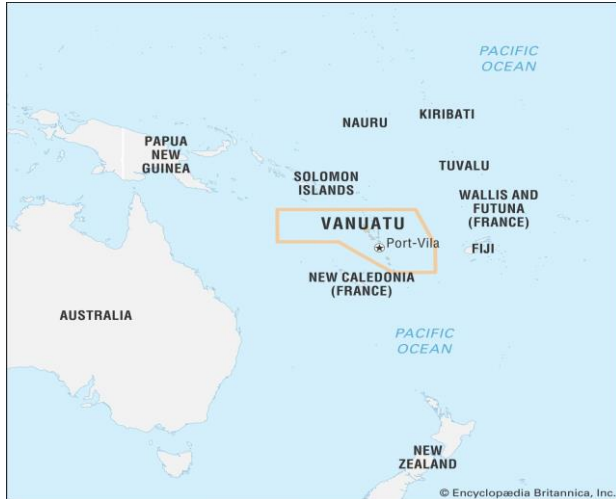 PACIFIC
OCEAN
KIRIBATI
NAURU
PAPUA
NEW
GUINEA
TUVALU
SOLOMON
ISLANDS
WALLIS AND
FUTUNA
(FRANCE)
VANUATU
Port-Vila
FIJI
NEW CALEDONIA
(FRANCE)
AUSTRALIA
PACIFIC
OCEAN
NEW
ZEALAND
© Encyclopædia Britannica, Inc.